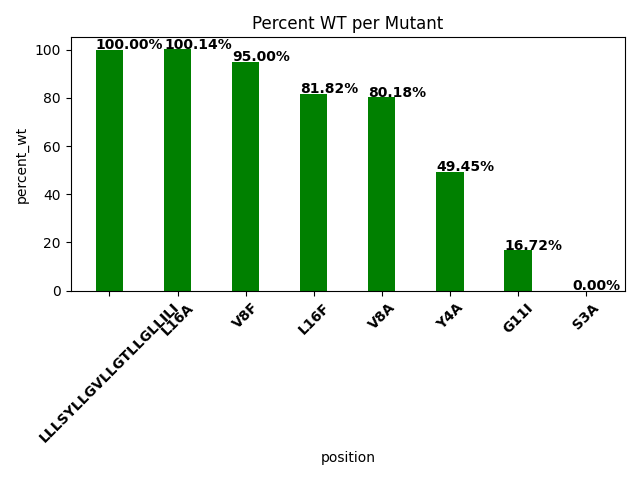 Percent WT per Mutant
100.00%
100.14%
95.00%
81.82%
80.18%
49.45%
16.72%
0.00%
percent_wt
100
80
60
40
20
0
LLLSYLLGVLLGTLLGLLILI
L16A
V8F
L16F
V8A
Y4A
G11I
S3A
position